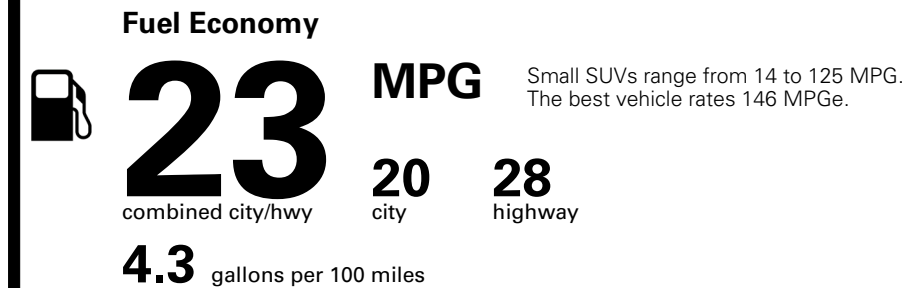 Fuel Economy
23 MPG
Small SUVs range from 14 to 125 MPG.
The best vehicle rates 146 MPGe.
combined city/hwy
20 city
28 highway
4.3 gallons per 100 miles